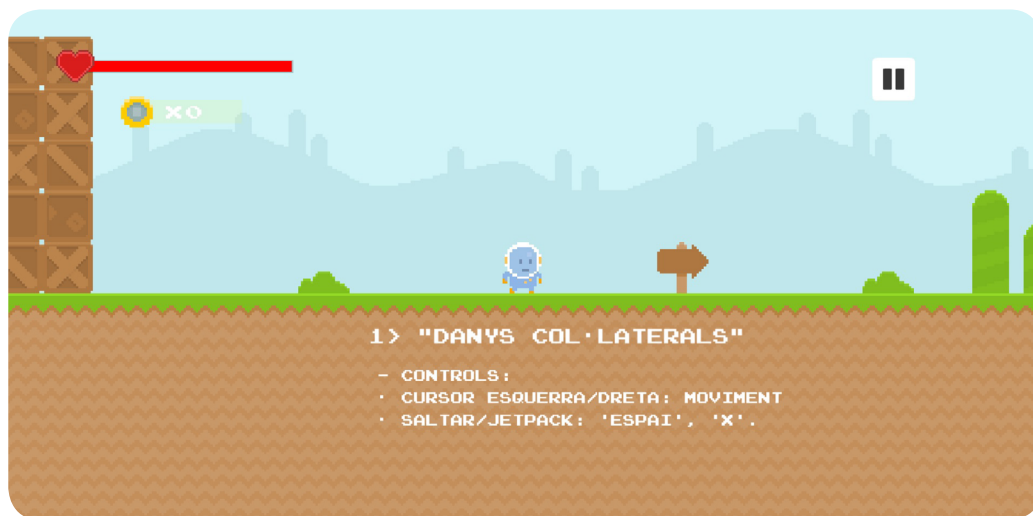 x0
1> "DANYS COL·LATERALS"
- CONTROLS:
· CURSOR ESQUERRA/DRETA: MOVIMENT
· SALTAR/JETPACK: 'ESPAI', 'X'.